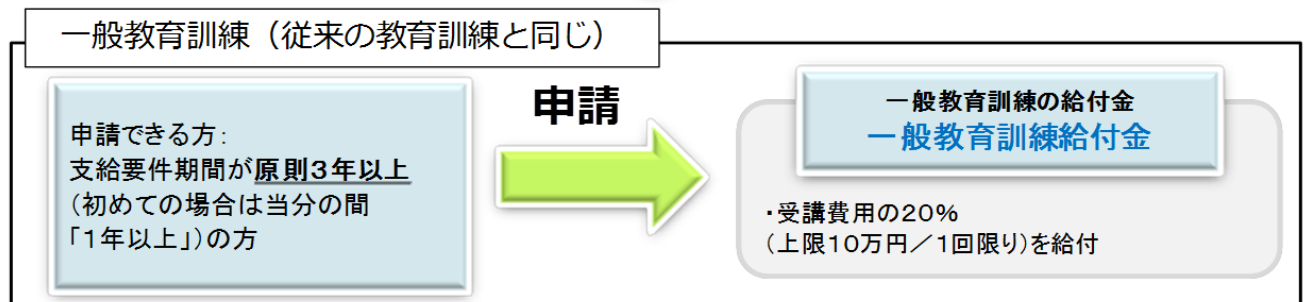 一般教育訓練（従来の教育訓練と同じ）
申請できる方：
支給要件期間が原則３年以上
（初めての場合は当分の間
「１年以上」）の方
申請
一般教育訓練の給付金
一般教育訓練給付金
・受講費用の２０％
（上限１０万円／１回限り）を給付